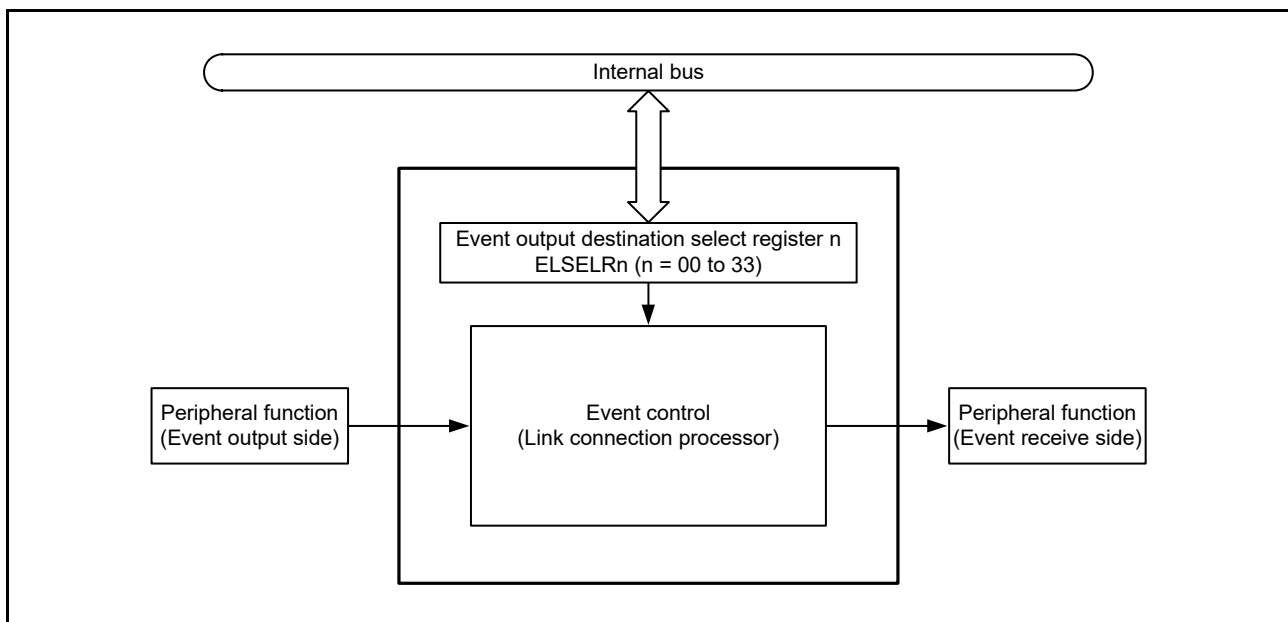 Internal bus
Event output destination select register n
ELSELRn (n = 00 to 33)
Peripheral function
(Event output side)
Event control
(Link connection processor)
Peripheral function
(Event receive side)